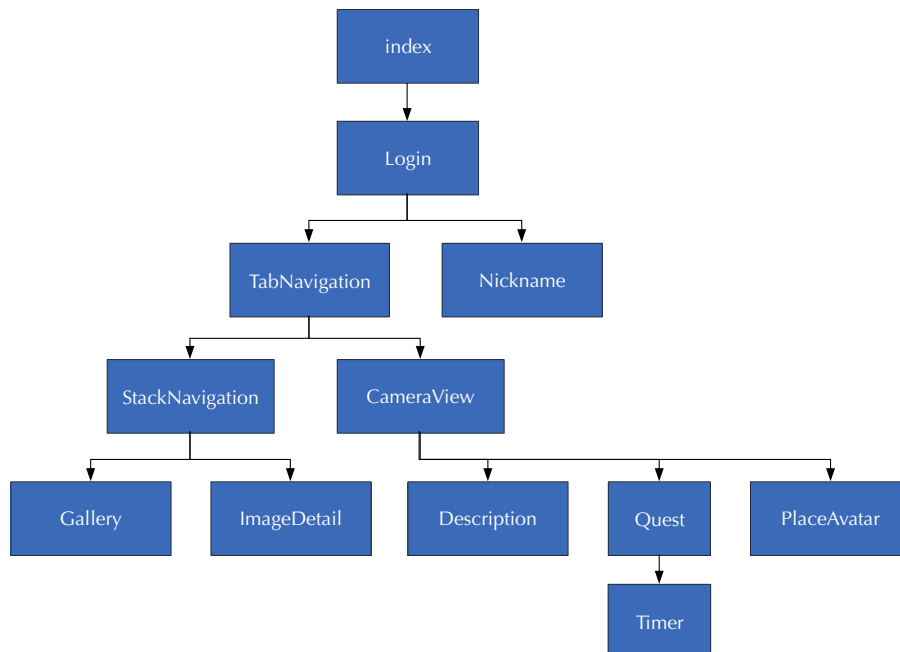 index
Login
TabNavigation
Nickname
StackNavigation
CameraView
Gallery
ImageDetail
Description
Quest
PlaceAvatar
Timer